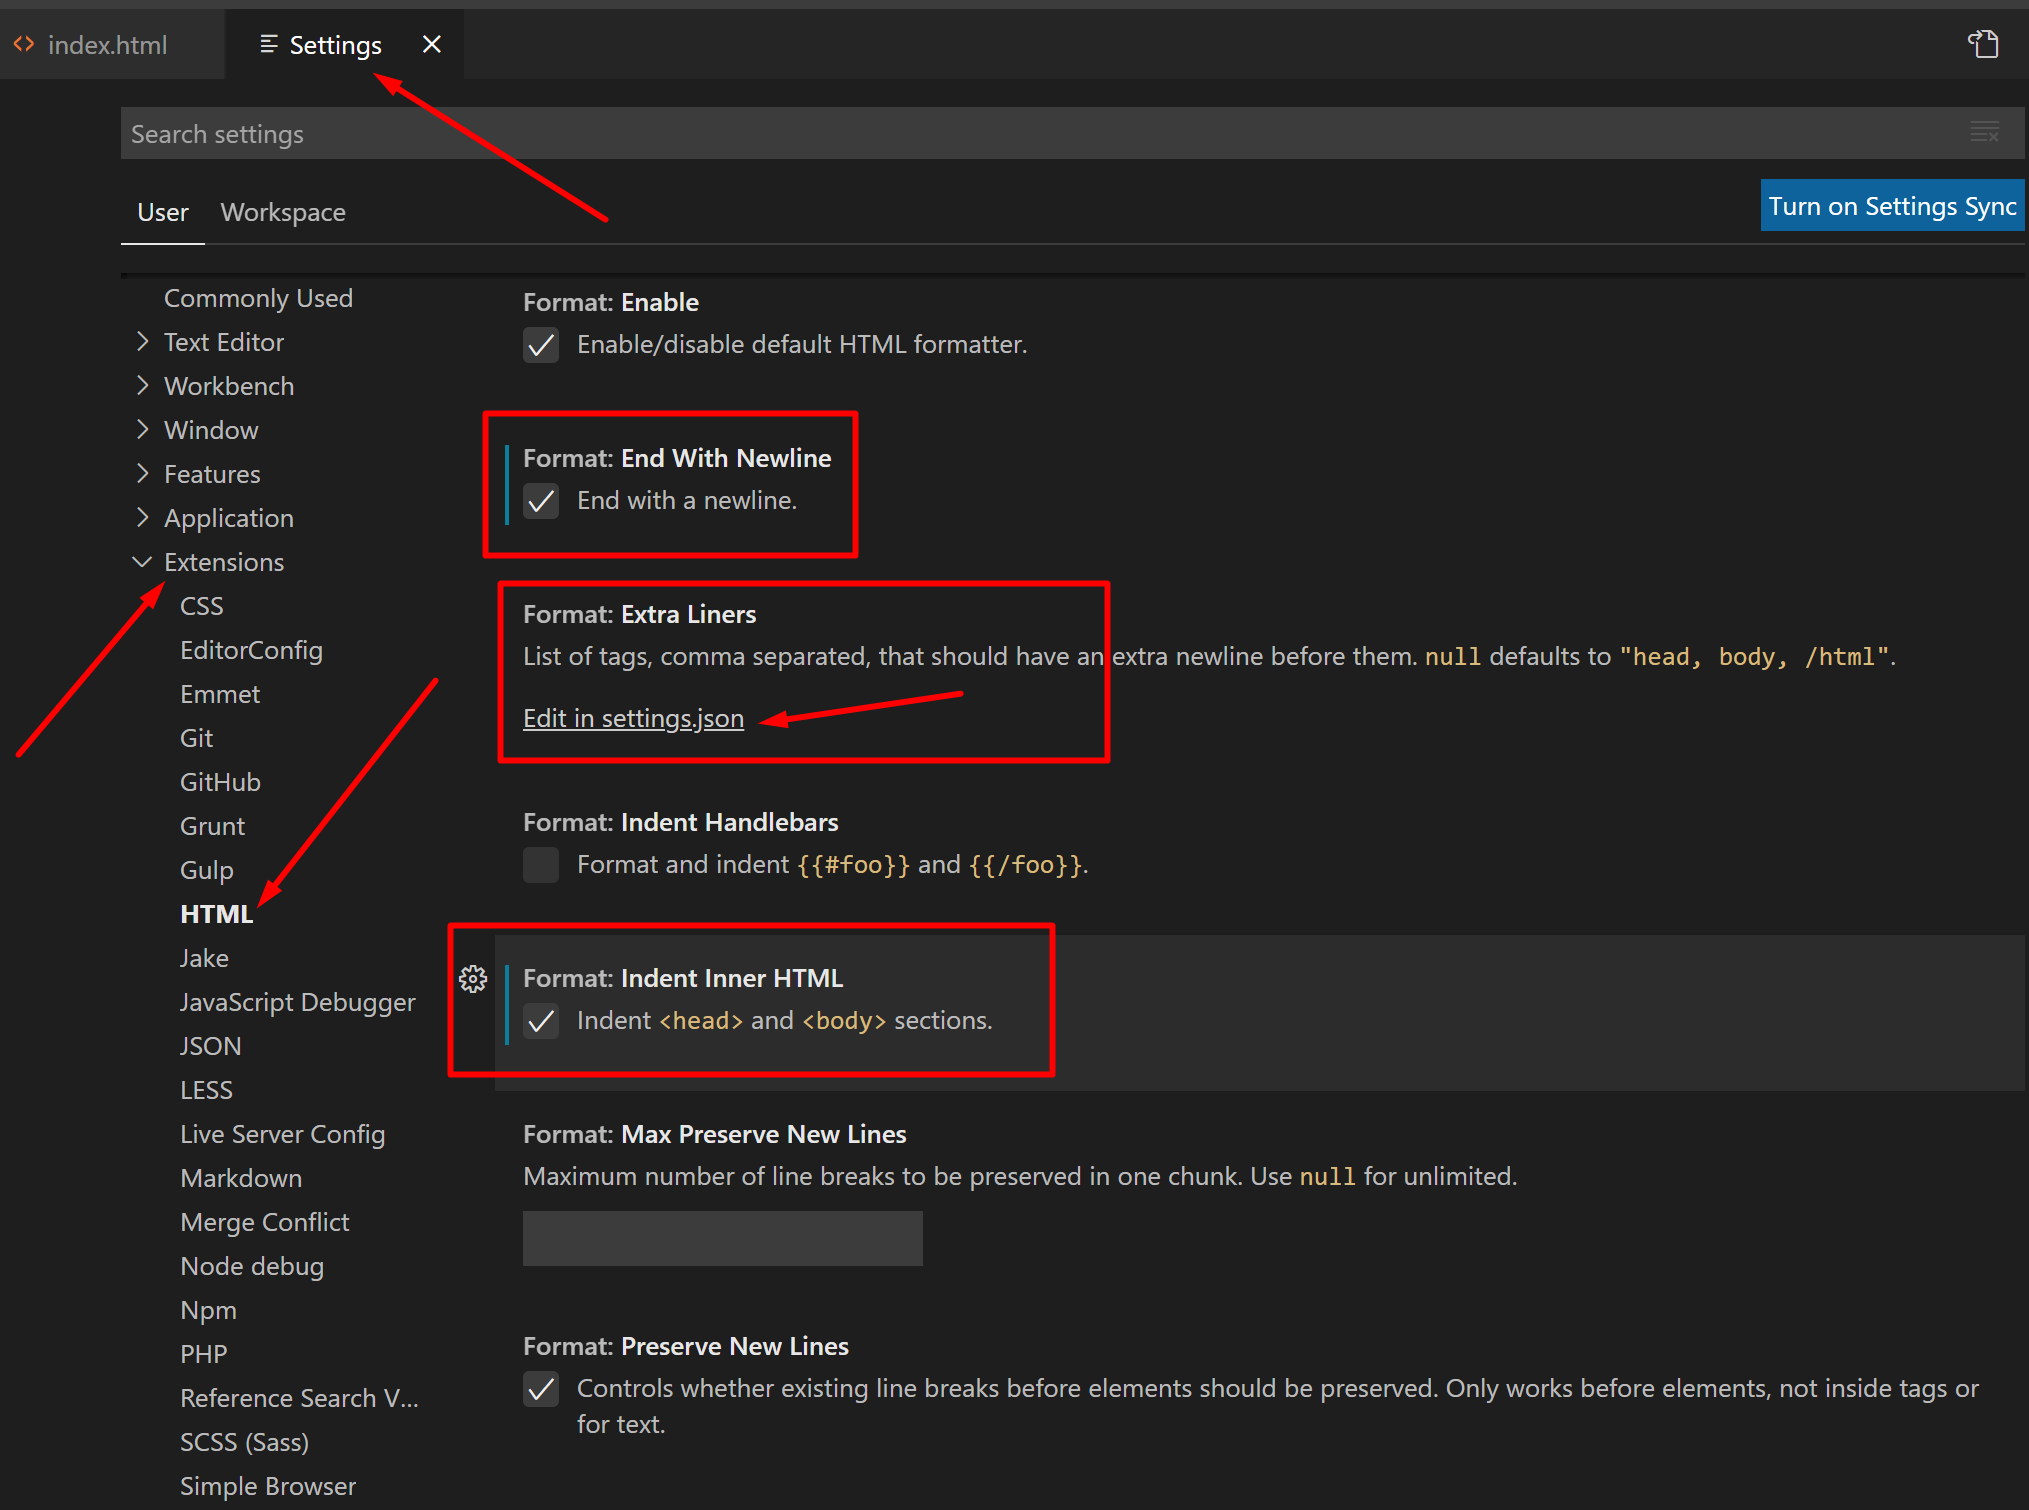 index.html
Settings
Search settings
User
Workspace
Turn on Settings Sync
Commonly Used
Text Editor
Workbench
Window
Features
Application
Extensions
CSS
EditorConfig
Emmet
Git
GitHub
Grunt
Gulp
HTML
Jake
JavaScript Debugger
JSON
LESS
Live Server Config
Markdown
Merge Conflict
Node debug
Npm
PHP
Reference Search V...
SCSS (Sass)
Simple Browser
Format: Enable
Enable/disable default HTML formatter.
Format: End With Newline
End with a newline.
Format: Extra Liners
List of tags, comma separated, that should have an extra newline before them. null defaults to "head, body, /html".
Edit in settings.json
Format: Indent Handlebars
Format and indent {{#foo}} and {{/foo}}.
Format: Indent Inner HTML
Indent <head> and <body> sections.
Format: Max Preserve New Lines
Maximum number of line breaks to be preserved in one chunk. Use null for unlimited.
Format: Preserve New Lines
Controls whether existing line breaks before elements should be preserved. Only works before elements, not inside tags or
for text.